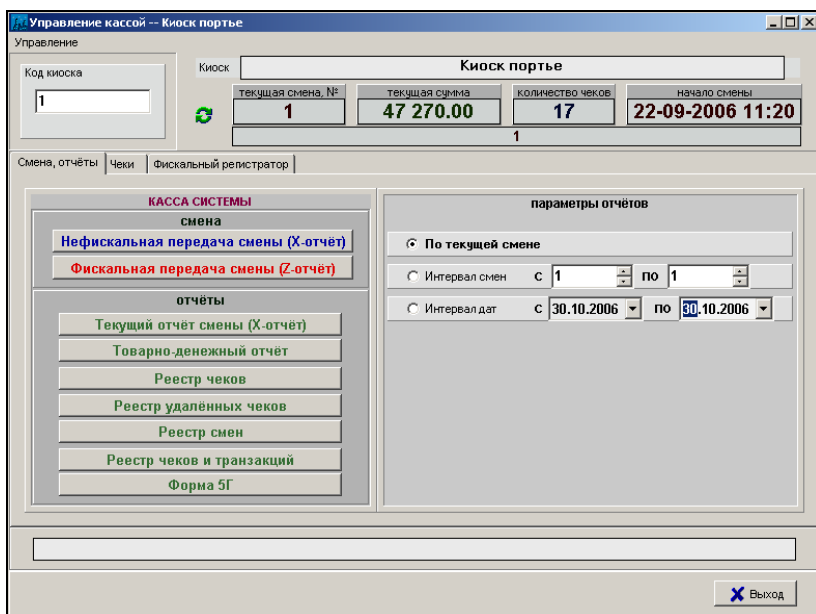 Управление кассой -- Киоск портье
Управление
Код киоска
1
Киоск
Киоск портье
текущая смена, №
1
текущая сумма
47 270.00
количество чеков
17
начало смены
22-09-2006 11:20
1
Смена, отчёты Чеки Фискальный регистратор
КАССА СИСТЕМЫ
смена
Нефискальная передача смены (X-отчёт)
Фискальная передача смены (Z-отчёт)
отчёты
Текущий отчёт смены (X-отчёт)
Товарно-денежный отчёт
Реестр чеков
Реестр удалённых чеков
Реестр смен
Реестр чеков и транзакций
Форма 5Г
параметры отчётов
По текущей смене
Интервал смен с 1 по 1
Интервал дат с 30.10.2006 по 30.10.2006
Выход